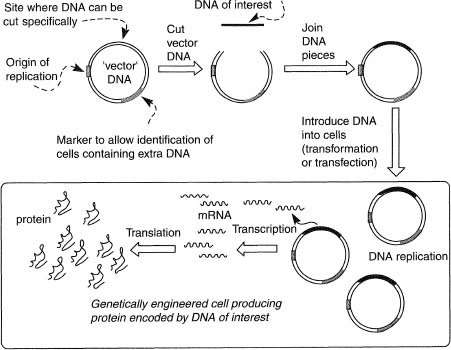 Site where DNA can be
cut specifically
Origin of
replication
'vector'
DNA
Marker to allow identification of
cells containing extra DNA
Cut
vector
DNA
DNA of interest
Join
DNA
pieces
Introduce DNA
into cells
(transformation
or transfection)
DNA replication
Transcription
mRNA
Translation
protein
Genetically engineered cell producing
protein encoded by DNA of interest